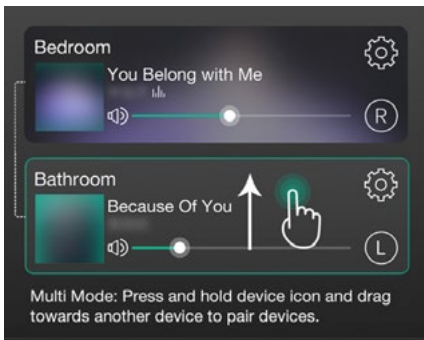 Bedroom
You Belong with Me
R
Bathroom
Because Of You
L
Multi Mode: Press and hold device icon and drag
towards another device to pair devices.